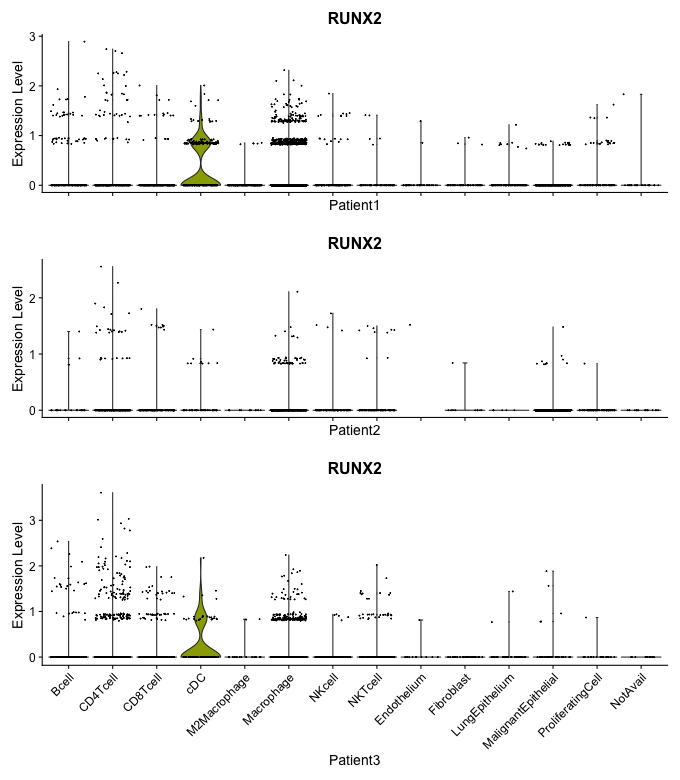 RUNX2
Expression Level
3
2
1
0
Patient1
RUNX2
Expression Level
2
1
0
Patient2
RUNX2
Expression Level
3
2
1
0
Bcell
CD4Tcell
CD8Tcell
cDC
M2Macrophage
Macrophage
NKcell
NKTcell
Endothelium
Fibroblast
LungEpithelium
MalignantEpithelial
ProliferatingCell
NotAvail
Patient3